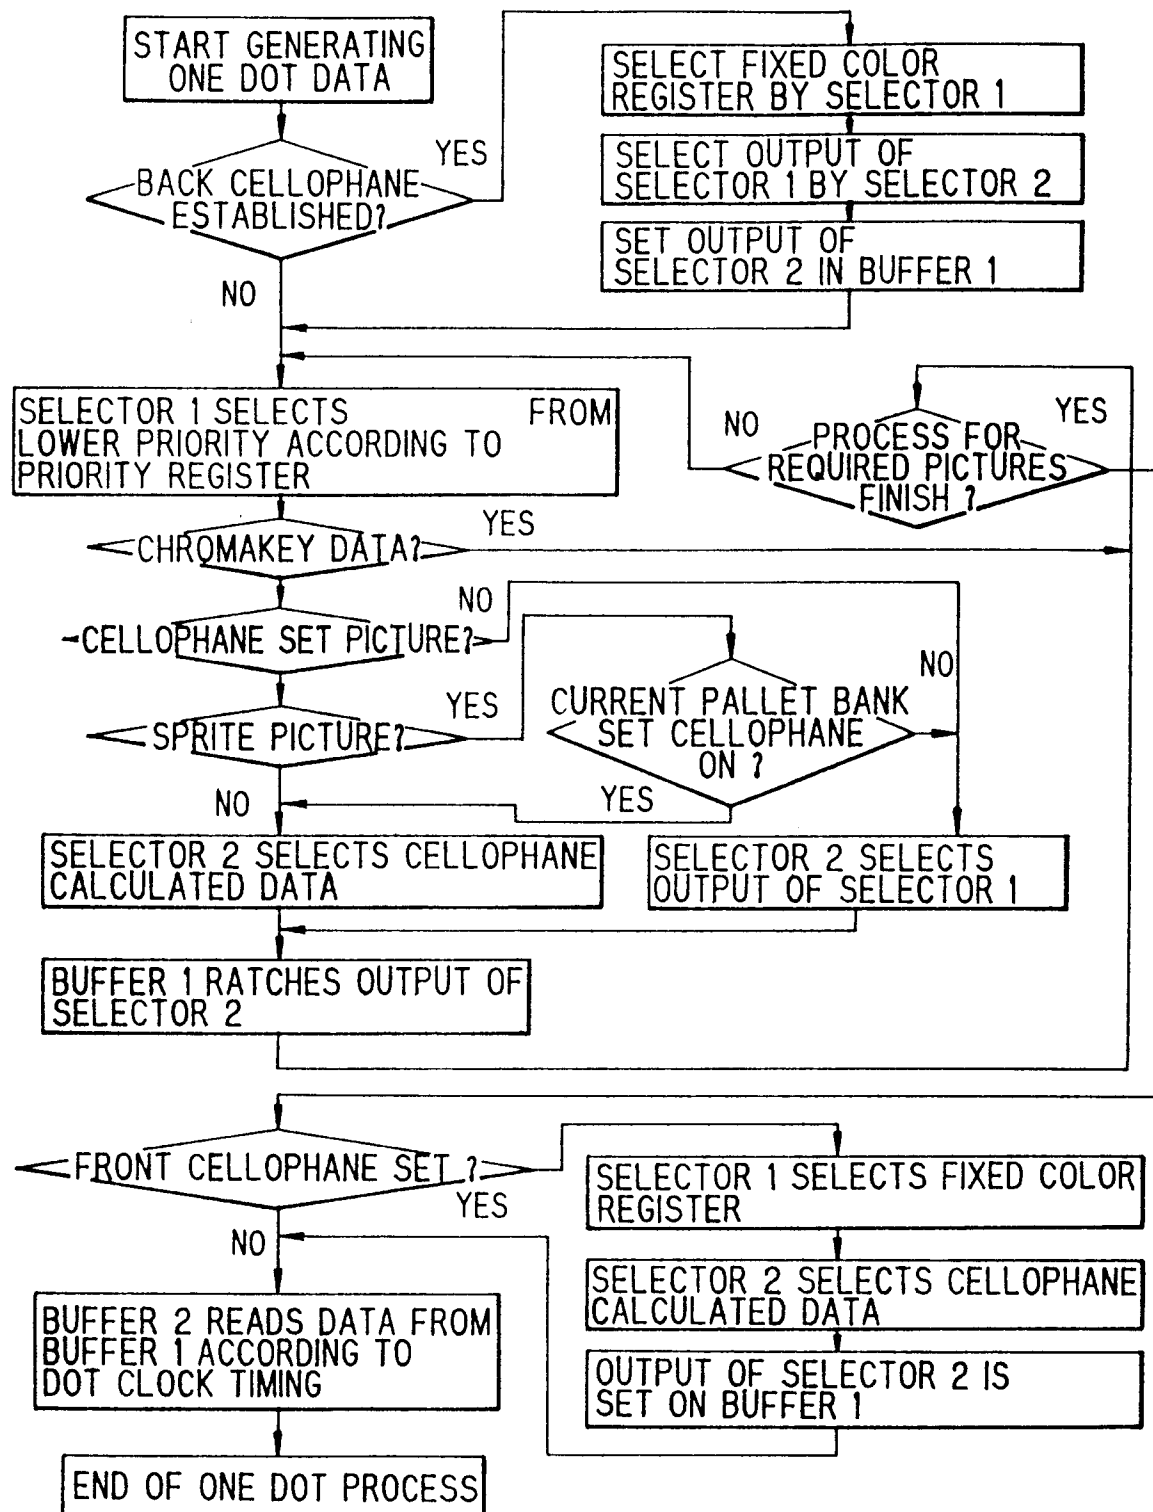 START GENERATING
ONE DOT DATA
BACK CELLOPHANE
ESTABLISHED?
YES
NO
SELECT FIXED COLOR
REGISTER BY SELECTOR 1
SELECT OUTPUT OF
SELECTOR 1 BY SELECTOR 2
SET OUTPUT OF
SELECTOR 2 IN BUFFER 1
SELECTOR 1 SELECTS FROM
LOWER PRIORITY ACCORDING TO
PRIORITY REGISTER
NO
YES
PROCESS FOR
REQUIRED PICTURES
FINISH ?
CHROMAKEY DATA?
YES
CELLOPHANE SET PICTURE?
NO
SPRITE PICTURE?
YES
NO
CURRENT PALLET BANK
SET CELLOPHANE
ON ?
NO
YES
SELECTOR 2 SELECTS CELLOPHANE
CALCULATED DATA
SELECTOR 2 SELECTS
OUTPUT OF SELECTOR 1
BUFFER 1 RATCHES OUTPUT OF
SELECTOR 2
FRONT CELLOPHANE SET ?
YES
NO
SELECTOR 1 SELECTS FIXED COLOR
REGISTER
SELECTOR 2 SELECTS CELLOPHANE
CALCULATED DATA
OUTPUT OF SELECTOR 2 IS
SET ON BUFFER 1
BUFFER 2 READS DATA FROM
BUFFER 1 ACCORDING TO
DOT CLOCK TIMING
END OF ONE DOT PROCESS